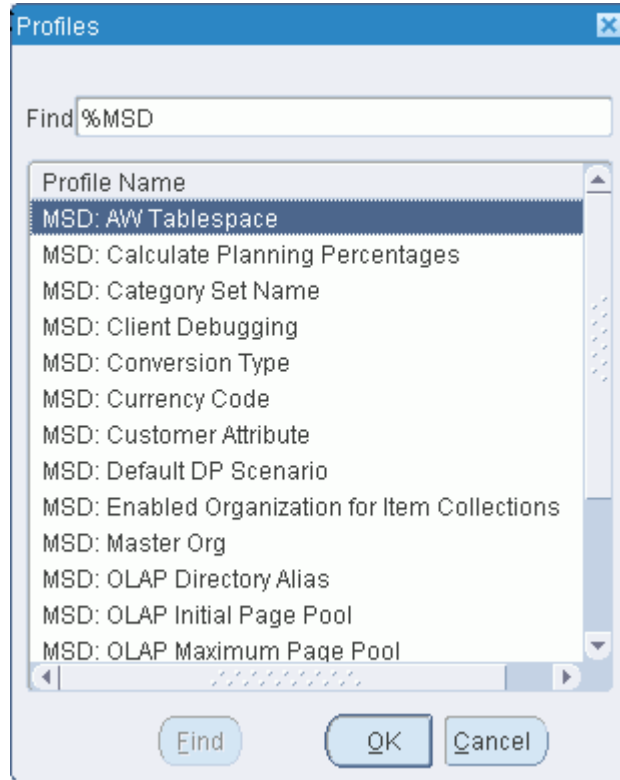 Profiles
Find %MSD
Profile Name
MSD: AW Tablespace
MSD: Calculate Planning Percentages
MSD: Category Set Name
MSD: Client Debugging
MSD: Conversion Type
MSD: Currency Code
MSD: Customer Attribute
MSD: Default DP Scenario
MSD: Enabled Organization for Item Collections
MSD: Master Org
MSD: OLAP Directory Alias
MSD: OLAP Initial Page Pool
MSD: OLAP Maximum Page Pool
Find OK Cancel